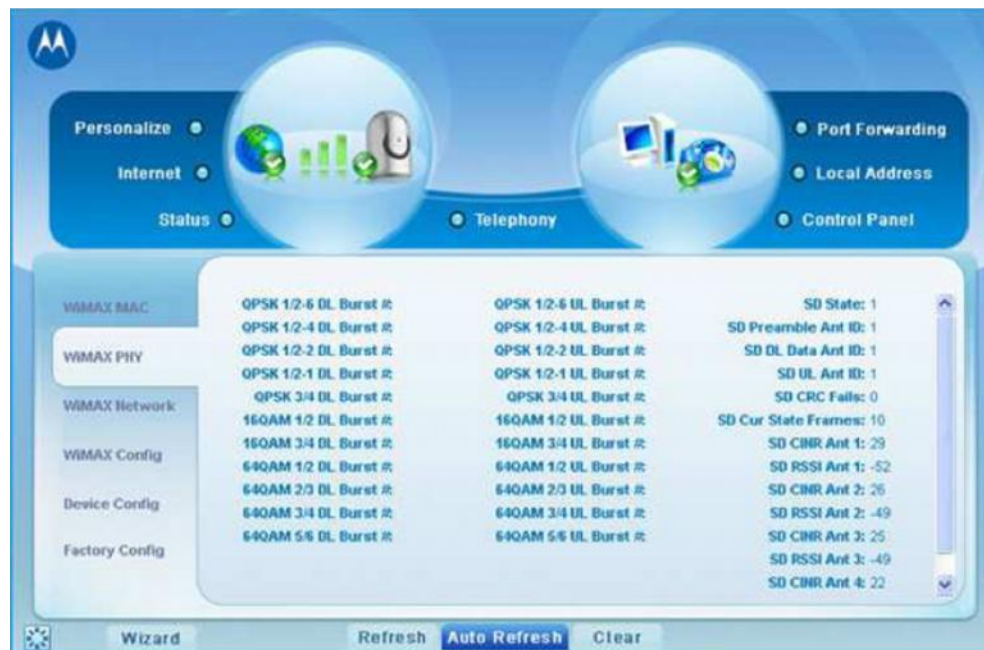 Personalize
Internet
Status
Telephony
Port Forwarding
Local Address
Control Panel
WiMAX MAC
WiMAX PHY
WiMAX Network
WiMAX Config
Device Config
Factory Config
QPSK 1/2-6 DL Burst #:
QPSK 1/2-4 DL Burst #:
QPSK 1/2-2 DL Burst #:
QPSK 1/2-1 DL Burst #:
QPSK 3/4 DL Burst #:
16QAM 1/2 DL Burst #:
16QAM 3/4 DL Burst #:
64QAM 1/2 DL Burst #:
64QAM 2/3 DL Burst #:
64QAM 3/4 DL Burst #:
64QAM 5/6 DL Burst #:
QPSK 1/2-6 UL Burst #:
QPSK 1/2-4 UL Burst #:
QPSK 1/2-2 UL Burst #:
QPSK 1/2-1 UL Burst #:
QPSK 3/4 UL Burst #:
16QAM 1/2 UL Burst #:
16QAM 3/4 UL Burst #:
64QAM 1/2 UL Burst #:
64QAM 2/3 UL Burst #:
64QAM 3/4 UL Burst #:
64QAM 5/6 UL Burst #:
SD State: 1
SD Preamble Ant ID: 1
SD DL Data Ant ID: 1
SD UL Ant ID: 1
SD CRC Fails: 0
SD Cur State Frames: 10
SD CINR Ant 1: 29
SD RSSI Ant 1: -52
SD CINR Ant 2: 26
SD RSSI Ant 2: -49
SD CINR Ant 3: 25
SD RSSI Ant 3: -49
SD CINR Ant 4: 22
Wizard
Refresh
Auto Refresh
Clear